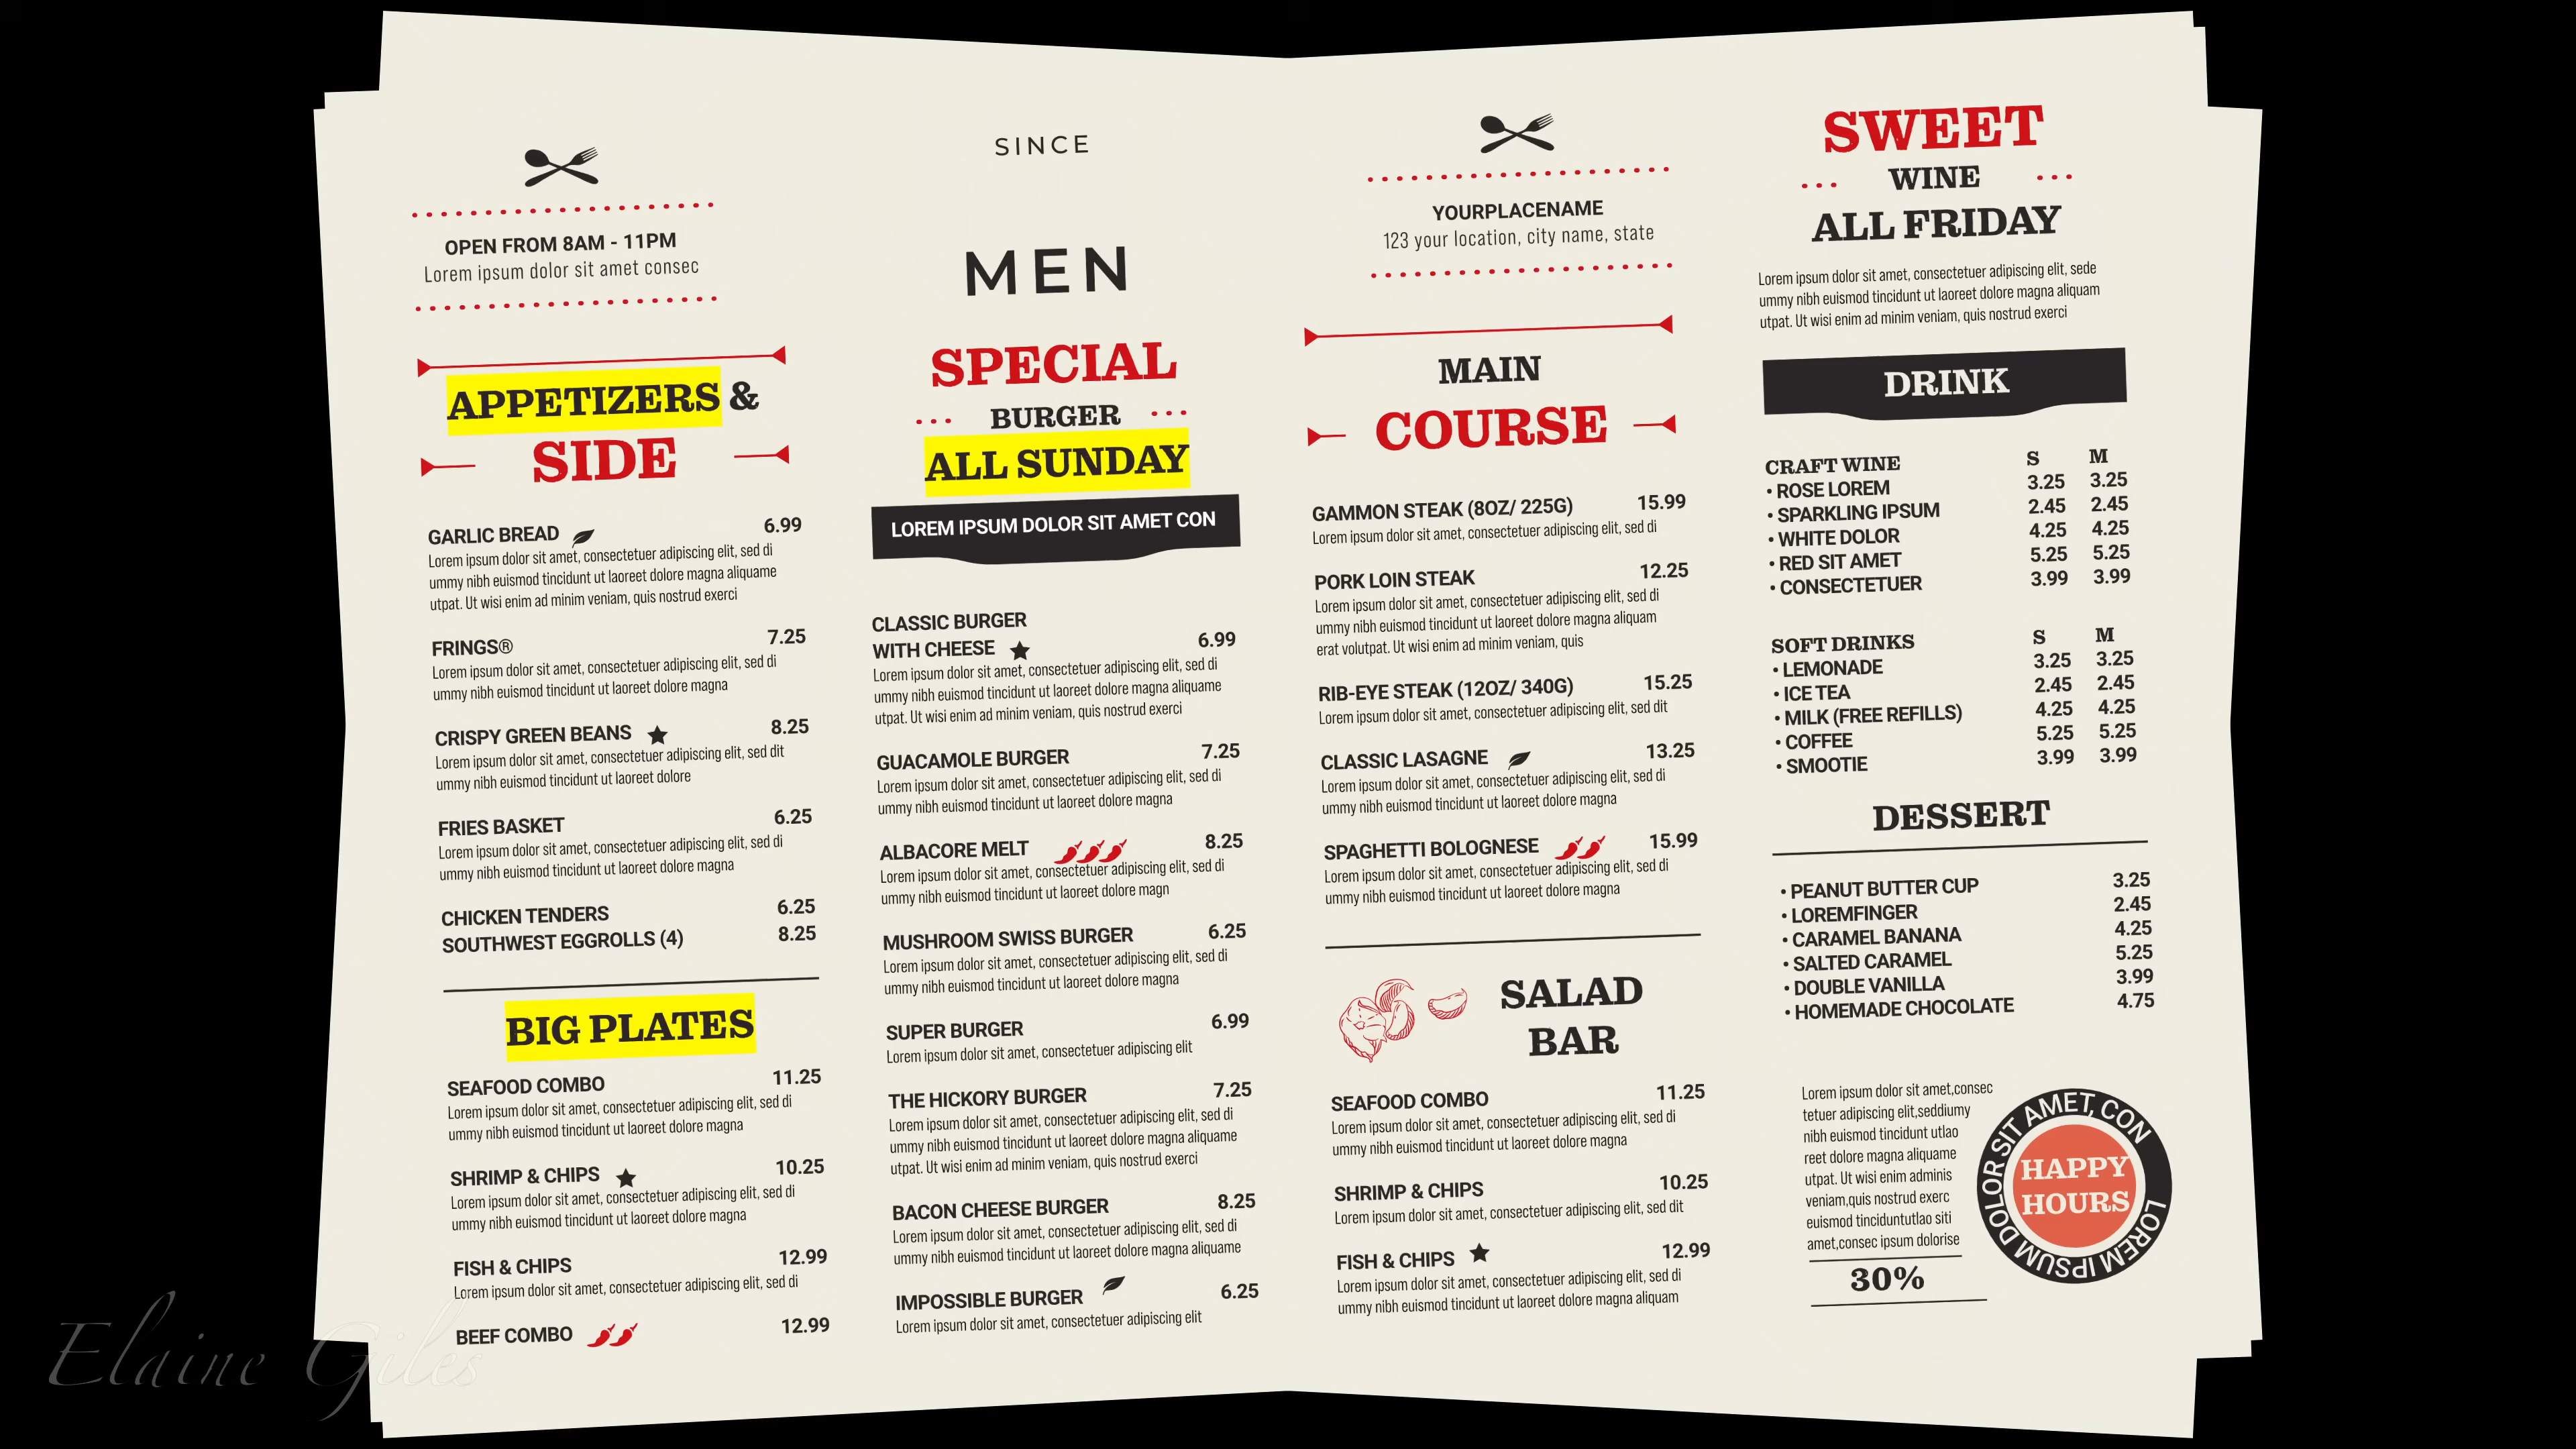 OPEN FROM 8AM - 11PM
Lorem ipsum dolor sit amet consec
APPETIZERS &
SIDE
GARLIC BREAD 6.99
Lorem ipsum dolor sit amet, consectetuer adipiscing elit, sed di
ummy nibh euismod tincidunt ut laoreet dolore magna aliquame
utpat. Ut wisi enim ad minim veniam, quis nostrud exerci
FRINGS® 7.25
Lorem ipsum dolor sit amet, consectetuer adipiscing elit, sed di
ummy nibh euismod tincidunt ut laoreet dolore magna
CRISPY GREEN BEANS 8.25
Lorem ipsum dolor sit amet, consectetuer adipiscing elit, sed dit
ummy nibh euismod tincidunt ut laoreet dolore
FRIES BASKET 6.25
Lorem ipsum dolor sit amet, consectetuer adipiscing elit, sed di
ummy nibh euismod tincidunt ut laoreet dolore magna
CHICKEN TENDERS 6.25
SOUTHWEST EGGROLLS (4) 8.25
BIG PLATES
SEAFOOD COMBO 11.25
Lorem ipsum dolor sit amet, consectetuer adipiscing elit, sed di
ummy nibh euismod tincidunt ut laoreet dolore magna
SHRIMP & CHIPS 10.25
Lorem ipsum dolor sit amet, consectetuer adipiscing elit, sed di
ummy nibh euismod tincidunt ut laoreet dolore magna
FISH & CHIPS 12.99
Lorem ipsum dolor sit amet, consectetuer adipiscing elit, sed di
BEEF COMBO 12.99
SINCE
MEN
SPECIAL
BURGER
ALL SUNDAY
LOREM IPSUM DOLOR SIT AMET CON
CLASSIC BURGER
WITH CHEESE 6.99
Lorem ipsum dolor sit amet, consectetuer adipiscing elit, sed di
ummy nibh euismod tincidunt ut laoreet dolore magna aliquame
utpat. Ut wisi enim ad minim veniam, quis nostrud exerci
GUACAMOLE BURGER 7.25
Lorem ipsum dolor sit amet, consectetuer adipiscing elit, sed di
ummy nibh euismod tincidunt ut laoreet dolore magna
ALBACORE MELT 8.25
Lorem ipsum dolor sit amet, consectetuer adipiscing elit, sed di
ummy nibh euismod tincidunt ut laoreet dolore magn
MUSHROOM SWISS BURGER 6.25
Lorem ipsum dolor sit amet, consectetuer adipiscing elit, sed di
ummy nibh euismod tincidunt ut laoreet dolore magna
SUPER BURGER 6.99
Lorem ipsum dolor sit amet, consectetuer adipiscing elit
THE HICKORY BURGER 7.25
Lorem ipsum dolor sit amet, consectetuer adipiscing elit, sed di
ummy nibh euismod tincidunt ut laoreet dolore magna aliquame
utpat. Ut wisi enim ad minim veniam, quis nostrud exerci
BACON CHEESE BURGER 8.25
Lorem ipsum dolor sit amet, consectetuer adipiscing elit, sed di
ummy nibh euismod tincidunt ut laoreet dolore magna aliquame
IMPOSSIBLE BURGER 6.25
Lorem ipsum dolor sit amet, consectetuer adipiscing elit
YOURPLACENAME
123 your location, city name, state
MAIN
COURSE
GAMMON STEAK (8OZ/ 225G) 15.99
Lorem ipsum dolor sit amet, consectetuer adipiscing elit, sed di
PORK LOIN STEAK 12.25
Lorem ipsum dolor sit amet, consectetuer adipiscing elit, sed di
ummy nibh euismod tincidunt ut laoreet dolore magna aliquam
erat volutpat. Ut wisi enim ad minim veniam, quis
RIB-EYE STEAK (12OZ/ 340G) 15.25
Lorem ipsum dolor sit amet, consectetuer adipiscing elit, sed dit
CLASSIC LASAGNE 13.25
Lorem ipsum dolor sit amet, consectetuer adipiscing elit, sed di
ummy nibh euismod tincidunt ut laoreet dolore magna
SPAGHETTI BOLOGNESE 15.99
Lorem ipsum dolor sit amet, consectetuer adipiscing elit, sed di
ummy nibh euismod tincidunt ut laoreet dolore magna
SALAD
BAR
SEAFOOD COMBO 11.25
Lorem ipsum dolor sit amet, consectetuer adipiscing elit, sed di
ummy nibh euismod tincidunt ut laoreet dolore magna
SHRIMP & CHIPS 10.25
Lorem ipsum dolor sit amet, consectetuer adipiscing elit, sed dit
FISH & CHIPS 12.99
Lorem ipsum dolor sit amet, consectetuer adipiscing elit, sed di
ummy nibh euismod tincidunt ut laoreet dolore magna aliquam
SWEET
WINE
ALL FRIDAY
Lorem ipsum dolor sit amet, consectetuer adipiscing elit, sede
ummy nibh euismod tincidunt ut laoreet dolore magna aliquam
utpat. Ut wisi enim ad minim veniam, quis nostrud exerci
DRINK
CRAFT WINE S M
• ROSE LOREM 3.25 3.25
• SPARKLING IPSUM 2.45 2.45
• WHITE DOLOR 4.25 4.25
• RED SIT AMET 5.25 5.25
• CONSECTETUER 3.99 3.99
SOFT DRINKS S M
• LEMONADE 3.25 3.25
• ICE TEA 2.45 2.45
• MILK (FREE REFILLS) 4.25 4.25
• COFFEE 5.25 5.25
• SMOOTIE 3.99 3.99
DESSERT
• PEANUT BUTTER CUP 3.25
• LOREMFINGER 2.45
• CARAMEL BANANA 4.25
• SALTED CARAMEL 5.25
• DOUBLE VANILLA 3.99
• HOMEMADE CHOCOLATE 4.75
Lorem ipsum dolor sit amet,consec
tetuer adipiscing elit,seddiumy
nibh euismod tincidunt utlao
reet dolore magna aliquame
utpat. Ut wisi enim adminis
veniam,quis nostrud exerc
euismod tinciduntutlao siti
amet,consec ipsum dolorise
30%
LOREM IPSUM DOLOR SIT AMET, CON
HAPPY
HOURS
Elaine Giles